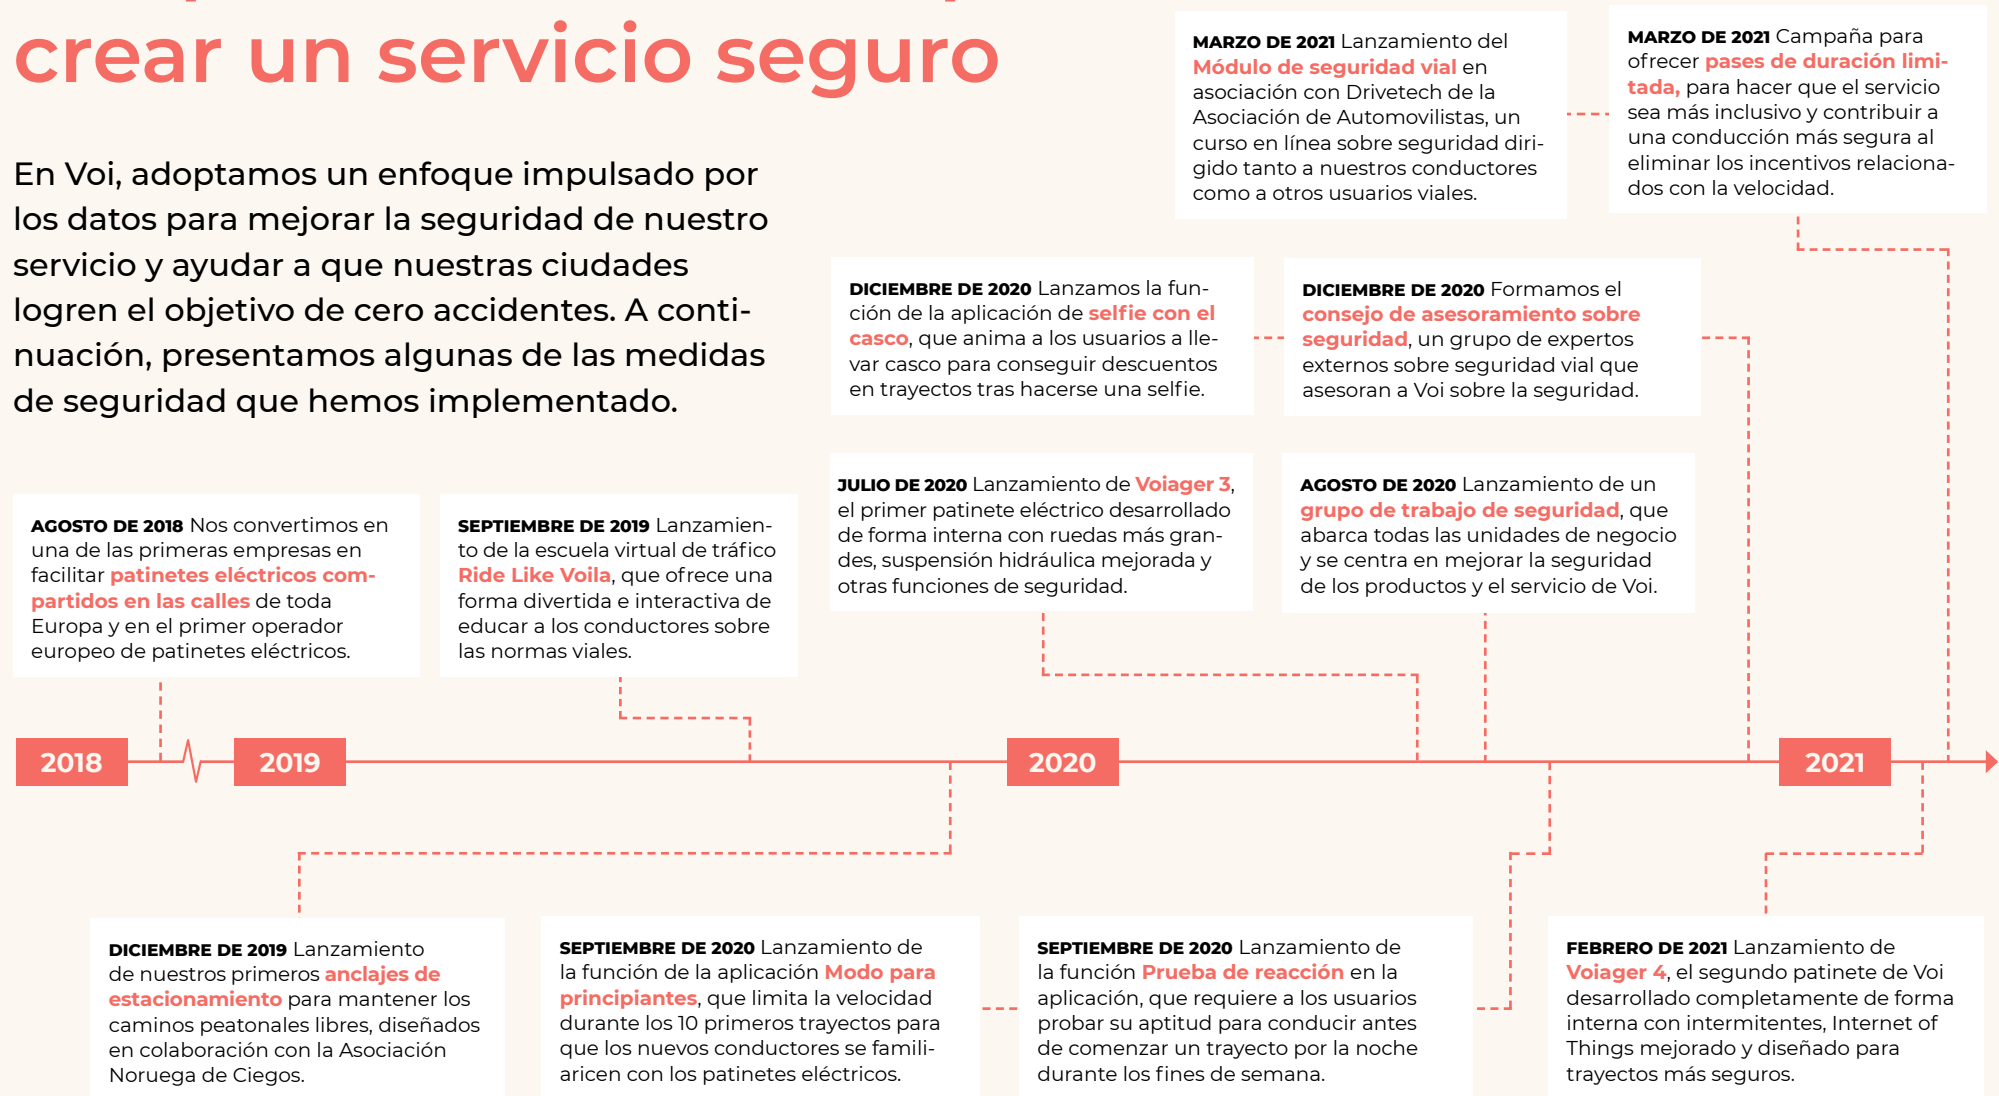 crear un servicio seguro
En Voi, adoptamos un enfoque impulsado por
los datos para mejorar la seguridad de nuestro
servicio y ayudar a que nuestras ciudades
logren el objetivo de cero accidentes. A conti-
nuación, presentamos algunas de las medidas
de seguridad que hemos implementado.
MARZO DE 2021 Lanzamiento del
Módulo de seguridad vial en
asociación con Drivetech de la
Asociación de Automovilistas, un
curso en línea sobre seguridad diri-
gido tanto a nuestros conductores
como a otros usuarios viales.
MARZO DE 2021 Campaña para
ofrecer pases de duración limi-
tada, para hacer que el servicio
sea más inclusivo y contribuir a
una conducción más segura al
eliminar los incentivos relaciona-
dos con la velocidad.
DICIEMBRE DE 2020 Lanzamos la fun-
ción de la aplicación de selfie con el
casco, que anima a los usuarios a lle-
var casco para conseguir descuentos
en trayectos tras hacerse una selfie.
DICIEMBRE DE 2020 Formamos el
consejo de asesoramiento sobre
seguridad, un grupo de expertos
externos sobre seguridad vial que
asesoran a Voi sobre la seguridad.
AGOSTO DE 2018 Nos convertimos en
una de las primeras empresas en
facilitar patinetes eléctricos com-
partidos en las calles de toda
Europa y en el primer operador
europeo de patinetes eléctricos.
SEPTIEMBRE DE 2019 Lanzamien-
to de la escuela virtual de tráfico
Ride Like Voila, que ofrece una
forma divertida e interactiva de
educar a los conductores sobre
las normas viales.
JULIO DE 2020 Lanzamiento de Voiager 3,
el primer patinete eléctrico desarrollado
de forma interna con ruedas más gran-
des, suspensión hidráulica mejorada y
otras funciones de seguridad.
AGOSTO DE 2020 Lanzamiento de un
grupo de trabajo de seguridad, que
abarca todas las unidades de negocio
y se centra en mejorar la seguridad
de los productos y el servicio de Voi.
2018
2019
2020
2021
DICIEMBRE DE 2019 Lanzamiento
de nuestros primeros anclajes de
estacionamiento para mantener los
caminos peatonales libres, diseñados
en colaboración con la Asociación
Noruega de Ciegos.
SEPTIEMBRE DE 2020 Lanzamiento de
la función de la aplicación Modo para
principiantes, que limita la velocidad
durante los 10 primeros trayectos para
que los nuevos conductores se famili-
aricen con los patinetes eléctricos.
SEPTIEMBRE DE 2020 Lanzamiento de
la función Prueba de reacción en la
aplicación, que requiere a los usuarios
probar su aptitud para conducir antes
de comenzar un trayecto por la noche
durante los fines de semana.
FEBRERO DE 2021 Lanzamiento de
Voiager 4, el segundo patinete de Voi
desarrollado completamente de forma
interna con intermitentes, Internet of
Things mejorado y diseñado para
trayectos más seguros.